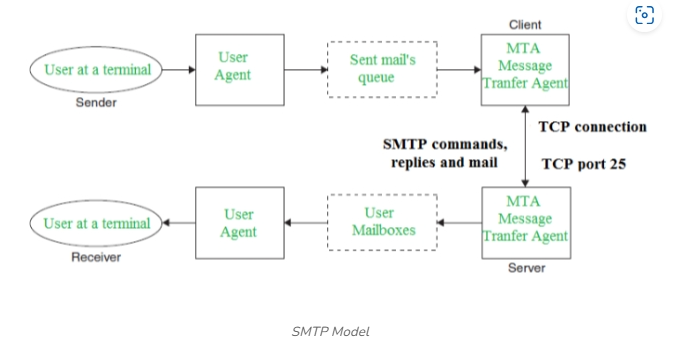 Client
User at a terminal
User
Agent
Sent mail's
queue
MTA
Message
Tranfer Agent
Sender
TCP connection
SMTP commands,
replies and mail
TCP port 25
User at a terminal
User
Agent
User
Mailboxes
MTA
Message
Tranfer Agent
Receiver
Server
SMTP Model